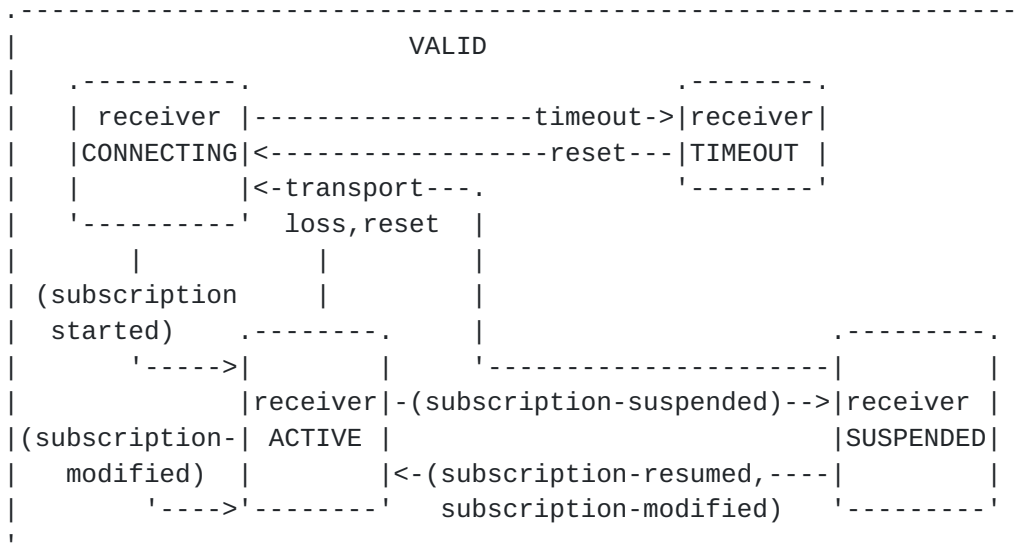 .---------------------------------------------------------------
|                         VALID
|   .----------.                           .--------.
|   | receiver |------------------timeout->|receiver|
|   |CONNECTING|<------------------reset---|TIMEOUT |
|   |          |<-transport---.            '--------'
|   '----------'  loss,reset  |
|       |           |         |
| (subscription     |         |
|  started)    .--------.     |                      .---------.
|       '----->|        |     '----------------------|         |
|              |receiver|-(subscription-suspended)-->|receiver |
|(subscription-| ACTIVE |                            |SUSPENDED|
|   modified)  |        |<-(subscription-resumed,----|         |
|        '---->'--------'   subscription-modified)   '---------'
'